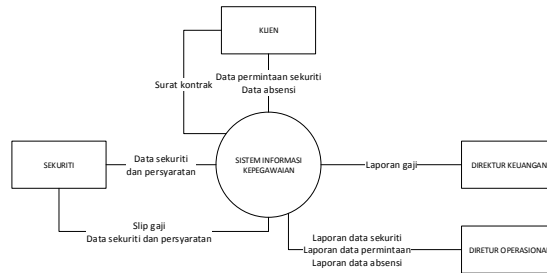 KLIEN
Surat kontrak
Data permintaan sekuriti
Data absensi
SEKURITI
Data sekuriti
dan persyaratan
SISTEM INFORMASI
KEPEGAWAIAN
Laporan gaji
DIREKTUR KEUANGAN
Slip gaji
Data sekuriti dan persyaratan
Laporan data sekuriti
Laporan data permintaan
Laporan data absensi
DIRETUR OPERASIONAL